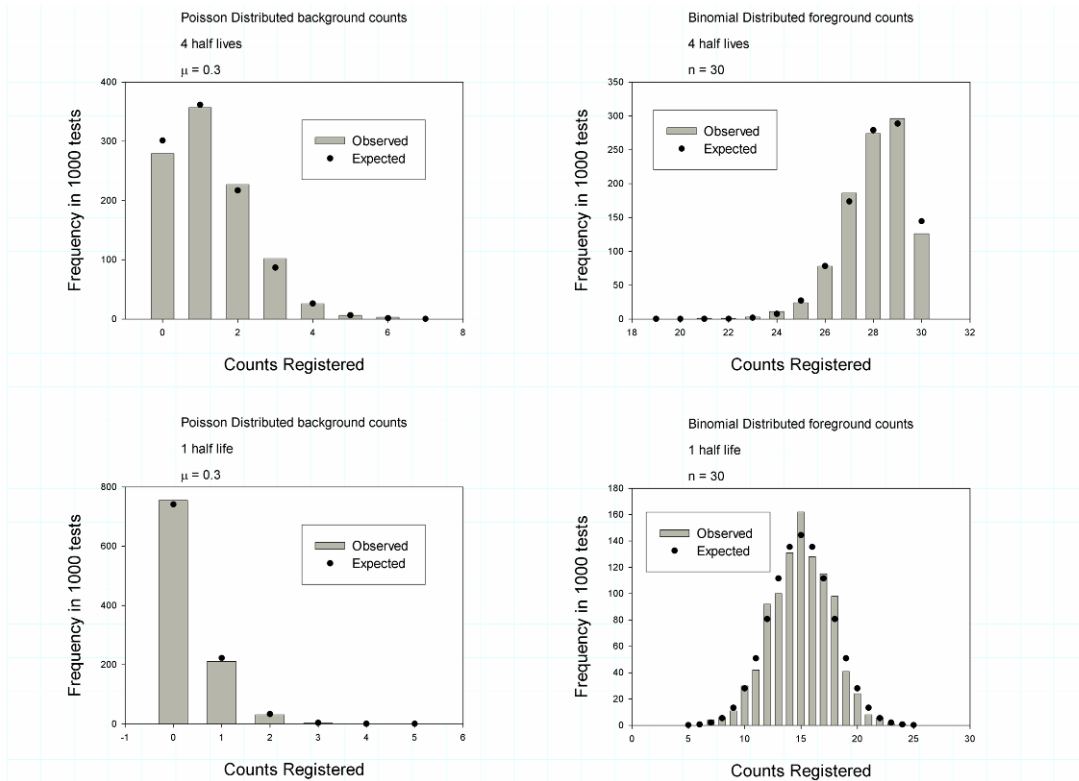 Poisson Distributed background counts
4 half lives
μ = 0.3
400
300
200
100
0
Frequency in 1000 tests
Observed
Expected
0 2 4 6 8
Counts Registered
Binomial Distributed foreground counts
4 half lives
n = 30
350
300
250
200
150
100
50
0
Frequency in 1000 tests
Observed
Expected
18 20 22 24 26 28 30 32
Counts Registered
Poisson Distributed background counts
1 half life
μ = 0.3
800
600
400
200
0
Frequency in 1000 tests
Observed
Expected
-1 0 1 2 3 4 5 6
Counts Registered
Binomial Distributed foreground counts
1 half life
n = 30
180
160
140
120
100
80
60
40
20
0
Frequency in 1000 tests
Observed
Expected
0 5 10 15 20 25 30
Counts Registered